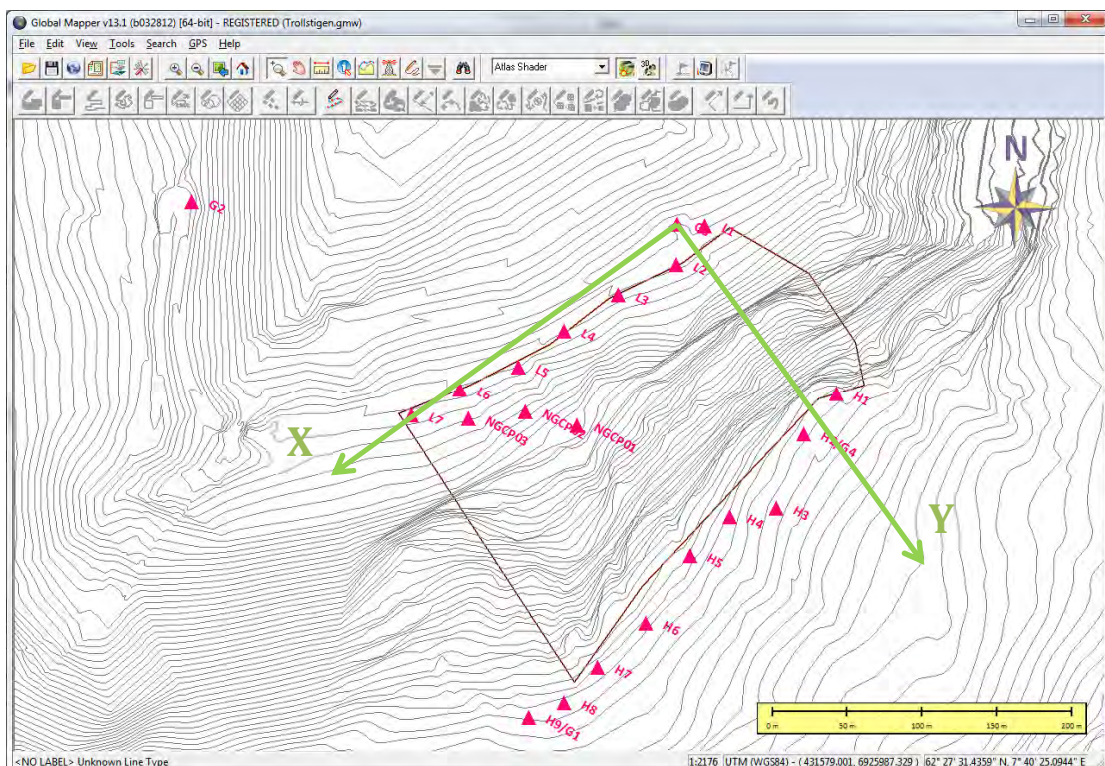 Global Mapper v13.1 (b032812) [64-bit] - REGISTERED (Trollstigen.gmw)
File Edit View Tools Search GPS Help
Atlas Shader
N
G2
L1
L2
L3
L4
L5
L6
L7
NGCP03
NGCP01
X
H1
H3
H4
Y
H5
H6
H7
H8
H9/G1
0 m 50 m 100 m 150 m 200 m
<NO LABEL> Unknown Line Type
1:2176 UTM (WGS84) - ( 431579.001, 6925987.329 ) 62° 27' 31.4359" N, 7° 40' 25.0944" E